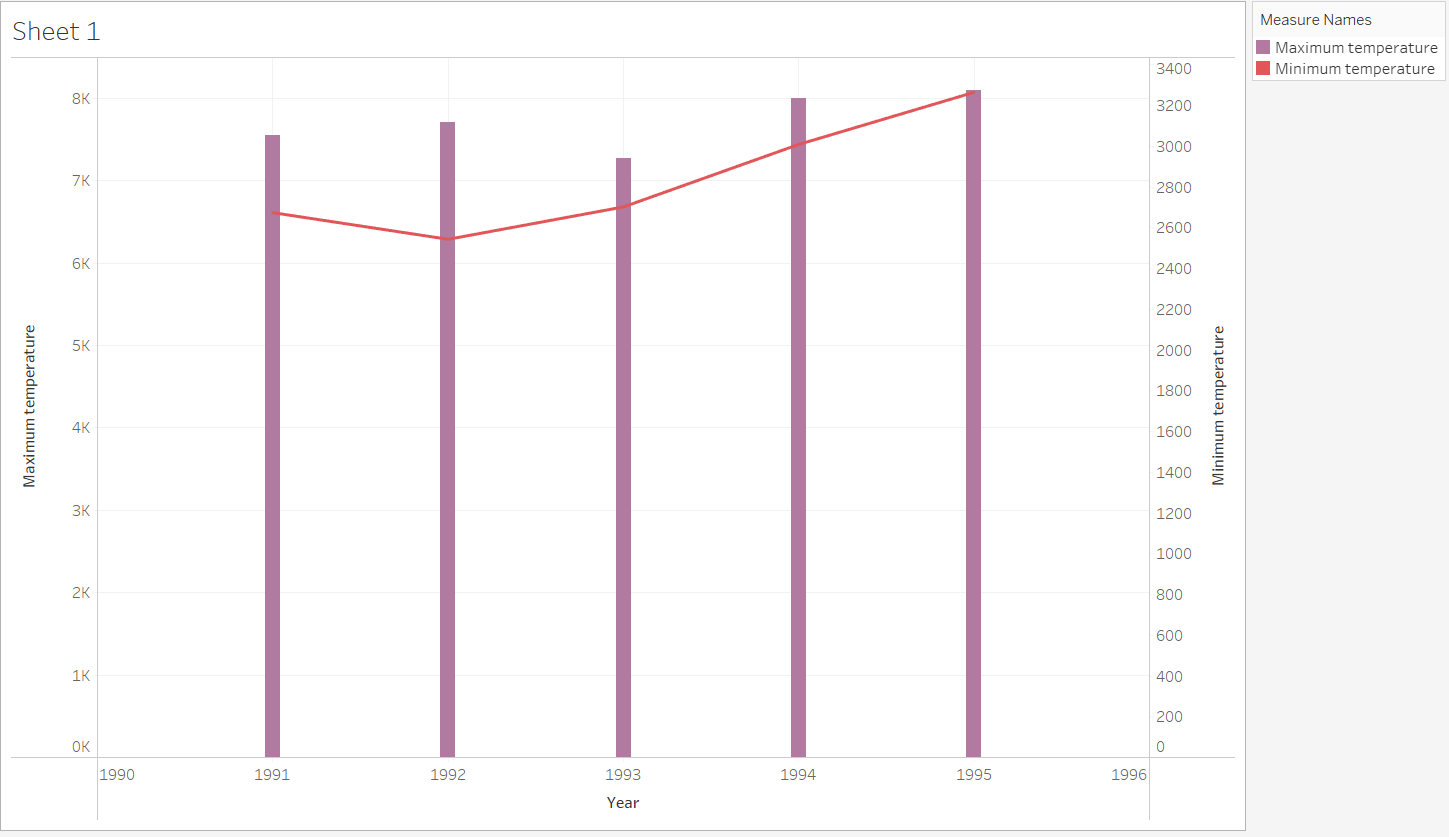 Sheet 1
Measure Names
Maximum temperature
Minimum temperature
8K
7K
6K
5K
4K
3K
2K
1K
0K
Maximum temperature
3400
3200
3000
2800
2600
2400
2200
2000
1800
1600
1400
1200
1000
800
600
400
200
0
Minimum temperature
1990 1991 1992 1993 1994 1995 1996
Year